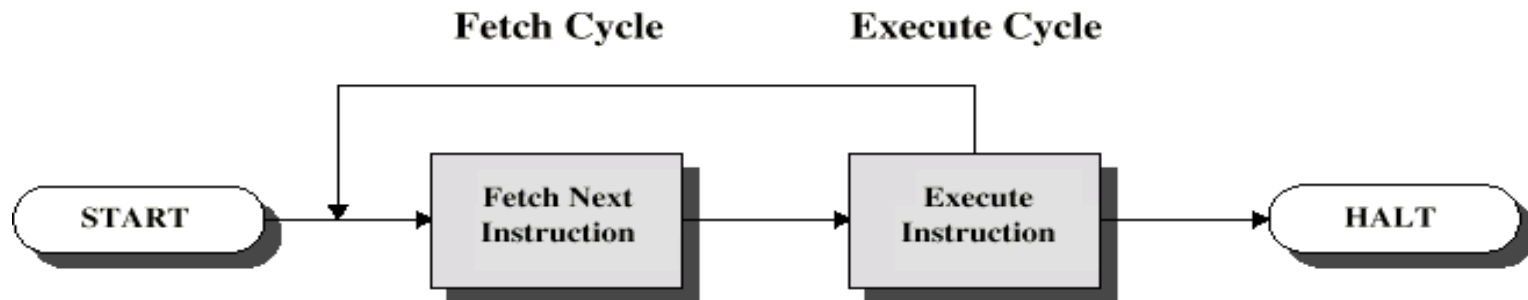 Fetch Cycle
Execute Cycle
START
Fetch Next
Instruction
Execute
Instruction
HALT